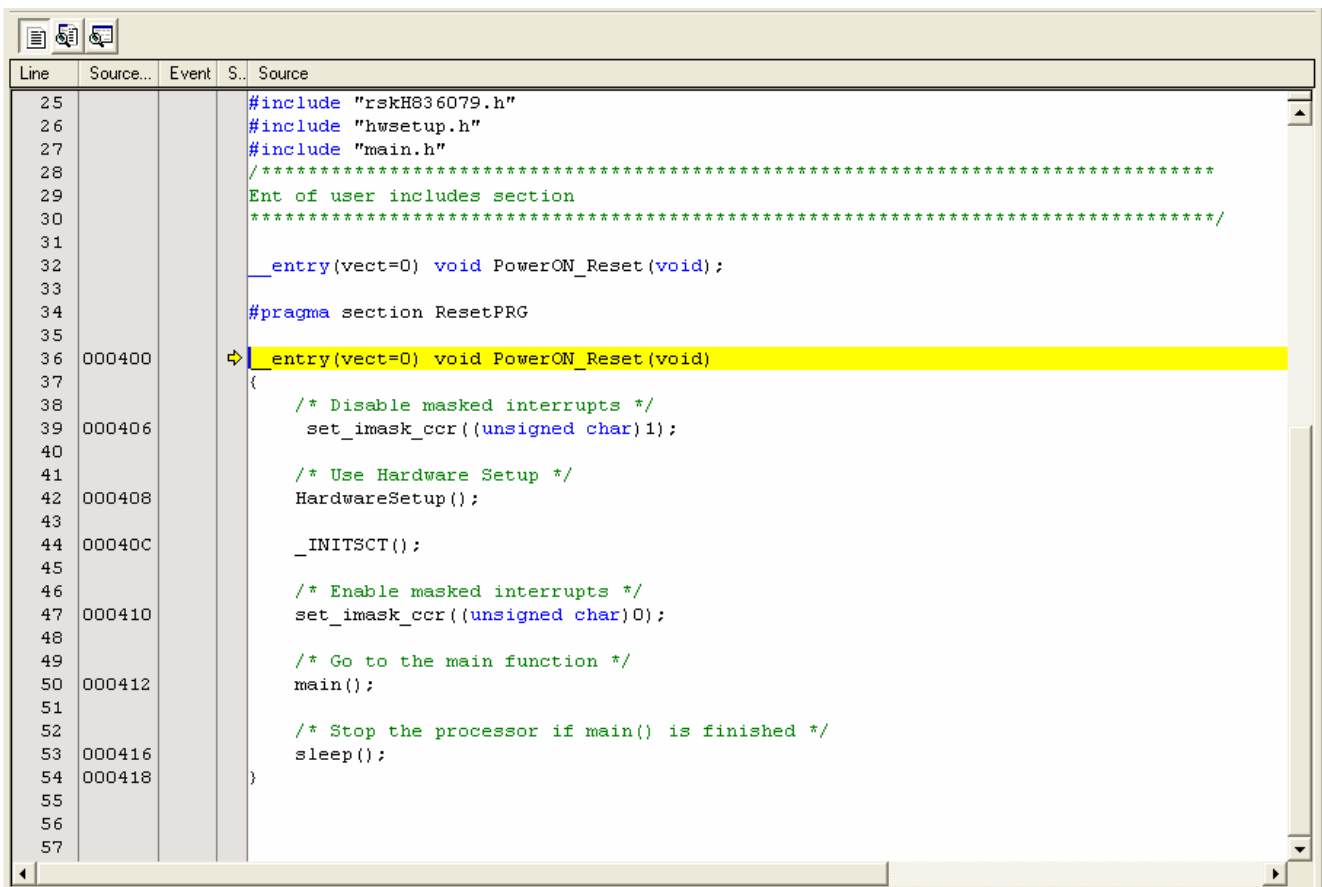 Line Source... Event S.. Source
25 #include "rskH836079.h"
26 #include "hwsetup.h"
27 #include "main.h"
28 /**********************************************************************************
29 Ent of user includes section
30 ***********************************************************************************/
31
32 __entry(vect=0) void PowerON_Reset(void);
33
34 #pragma section ResetPRG
35
36 000400 __entry(vect=0) void PowerON_Reset(void)
37 {
38 /* Disable masked interrupts */
39 000406 set_imask_ccr((unsigned char)1);
40
41 /* Use Hardware Setup */
42 000408 HardwareSetup();
43
44 00040C _INITSCT();
45
46 /* Enable masked interrupts */
47 000410 set_imask_ccr((unsigned char)0);
48
49 /* Go to the main function */
50 000412 main();
51
52 /* Stop the processor if main() is finished */
53 000416 sleep();
54 000418 }
55
56
57